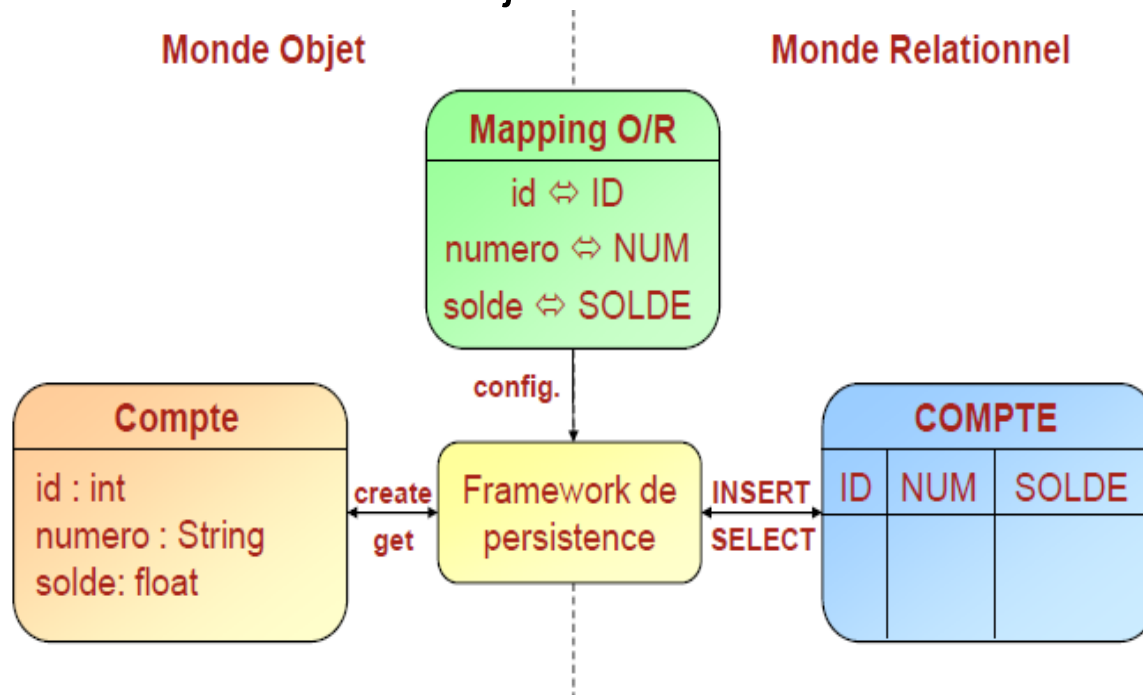 Monde Objet
Monde Relationnel
Mapping O/R
id ⇔ ID
numero ⇔ NUM
solde ⇔ SOLDE
config.
Compte
id : int
numero : String
solde: float
create
get
Framework de
persistence
INSERT
SELECT
COMPTE
ID NUM SOLDE